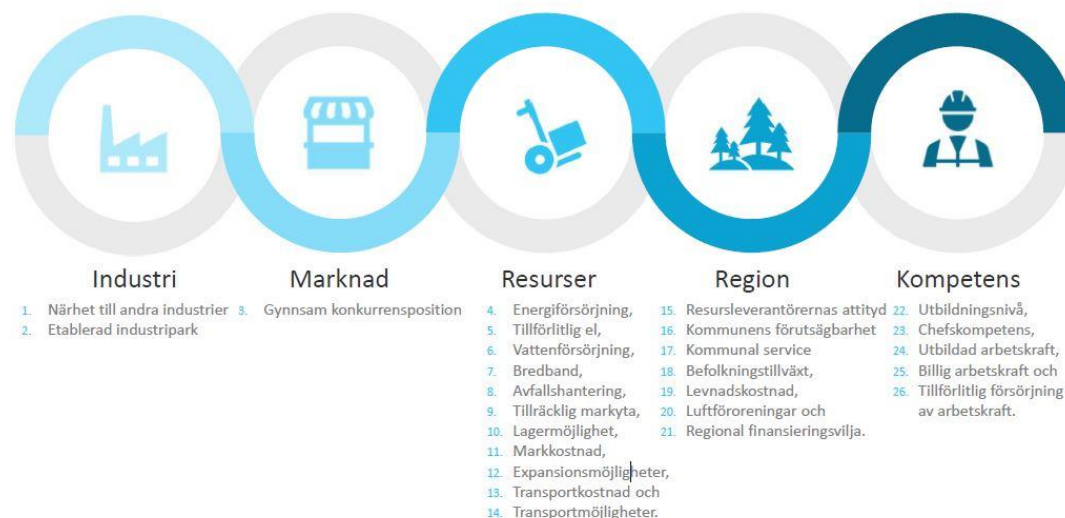 Industri
1. Närhet till andra industrier
2. Etablerad industripark
Marknad
3. Gynnsam konkurrensposition
Resurser
4. Energiförsörjning,
5. Tillförlitlig el,
6. Vattenförsörjning,
7. Bredband,
8. Avfallshantering,
9. Tillräcklig markyta,
10. Lagermöjlighet,
11. Markkostnad,
12. Expansionsmöjligheter,
13. Transportkostnad och
14. Transportmöjligheter.
Region
15. Resursleverantörernas attityd
16. Kommunens förutsägbarhet
17. Kommunal service
18. Befolkningstillväxt,
19. Levnadskostnad,
20. Luftföroreningar och
21. Regional finansieringsvilja.
Kompetens
22. Utbildningsnivå,
23. Chefskompetens,
24. Utbildad arbetskraft,
25. Billig arbetskraft och
26. Tillförlitlig försörjning
av arbetskraft.